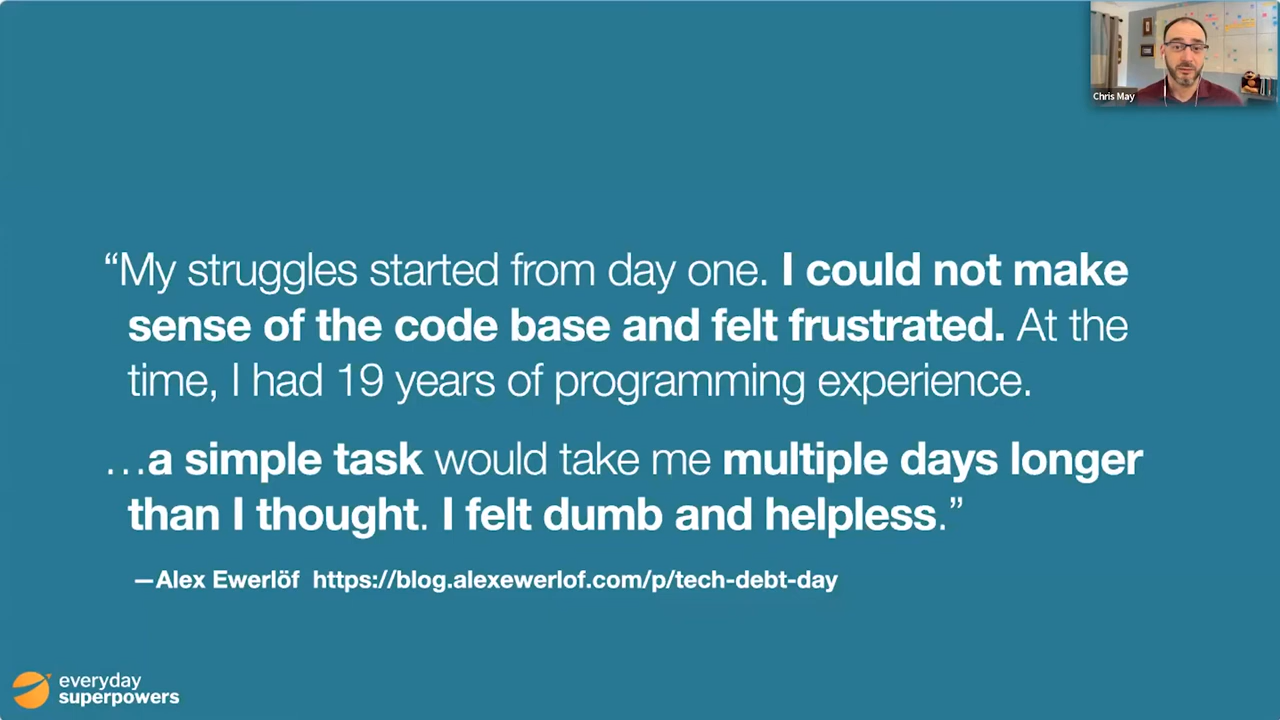 Chris May
“My struggles started from day one. I could not make
sense of the code base and felt frustrated. At the
time, I had 19 years of programming experience.
…a simple task would take me multiple days longer
than I thought. I felt dumb and helpless.”
—Alex Ewerlöf https://blog.alexewerlof.com/p/tech-debt-day
everyday
superpowers